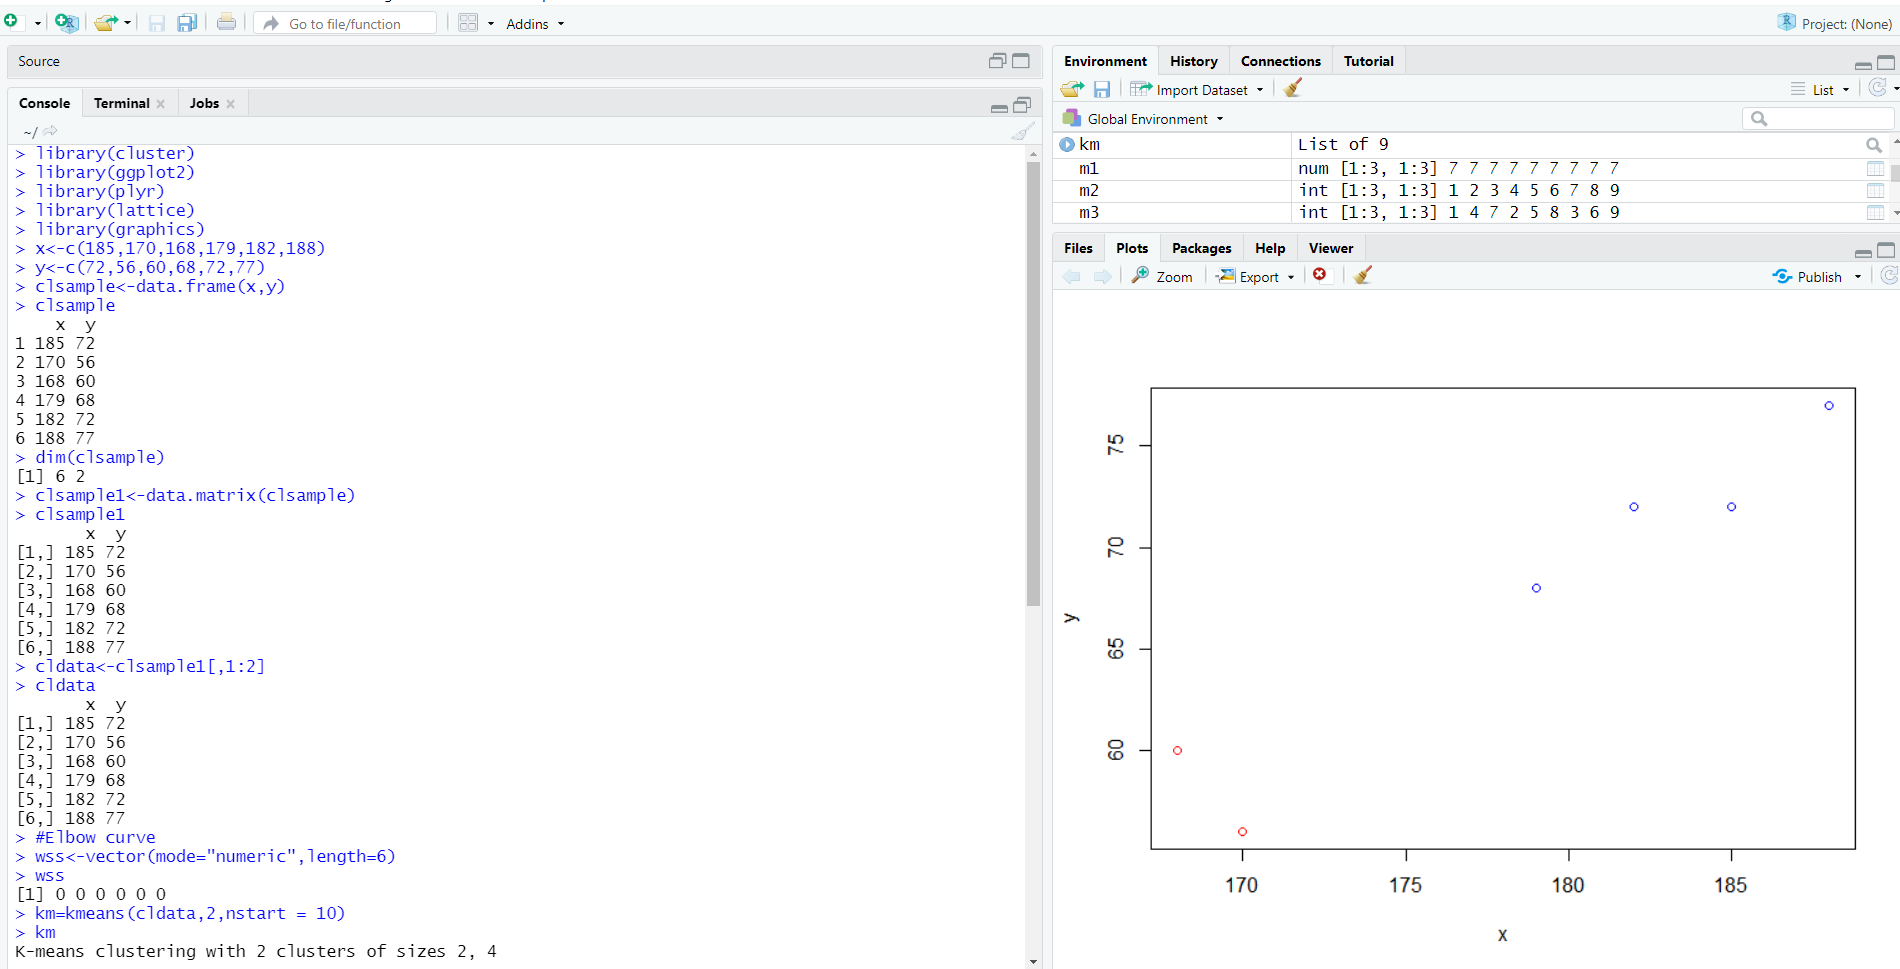 Go to file/function
Addins
Project: (None)
Source
Console
Terminal
Jobs
~/
> library(cluster)
> library(ggplot2)
> library(plyr)
> library(lattice)
> library(graphics)
> x<-c(185,170,168,179,182,188)
> y<-c(72,56,60,68,72,77)
> clsample<-data.frame(x,y)
> clsample
x y
1 185 72
2 170 56
3 168 60
4 179 68
5 182 72
6 188 77
> dim(clsample)
[1] 6 2
> clsample1<-data.matrix(clsample)
> clsample1
x y
[1,] 185 72
[2,] 170 56
[3,] 168 60
[4,] 179 68
[5,] 182 72
[6,] 188 77
> cldata<-clsample1[,1:2]
> cldata
x y
[1,] 185 72
[2,] 170 56
[3,] 168 60
[4,] 179 68
[5,] 182 72
[6,] 188 77
> #Elbow curve
> wss<-vector(mode="numeric",length=6)
> wss
[1] 0 0 0 0 0 0
> km=kmeans(cldata,2,nstart = 10)
> km
K-means clustering with 2 clusters of sizes 2, 4
Environment
History
Connections
Tutorial
Import Dataset
List
Global Environment
km List of 9
m1 num [1:3, 1:3] 7 7 7 7 7 7 7 7 7
m2 int [1:3, 1:3] 1 2 3 4 5 6 7 8 9
m3 int [1:3, 1:3] 1 4 7 2 5 8 3 6 9
Files
Plots
Packages
Help
Viewer
Zoom
Export
Publish
75
70
65
60
y
170 175 180 185
x